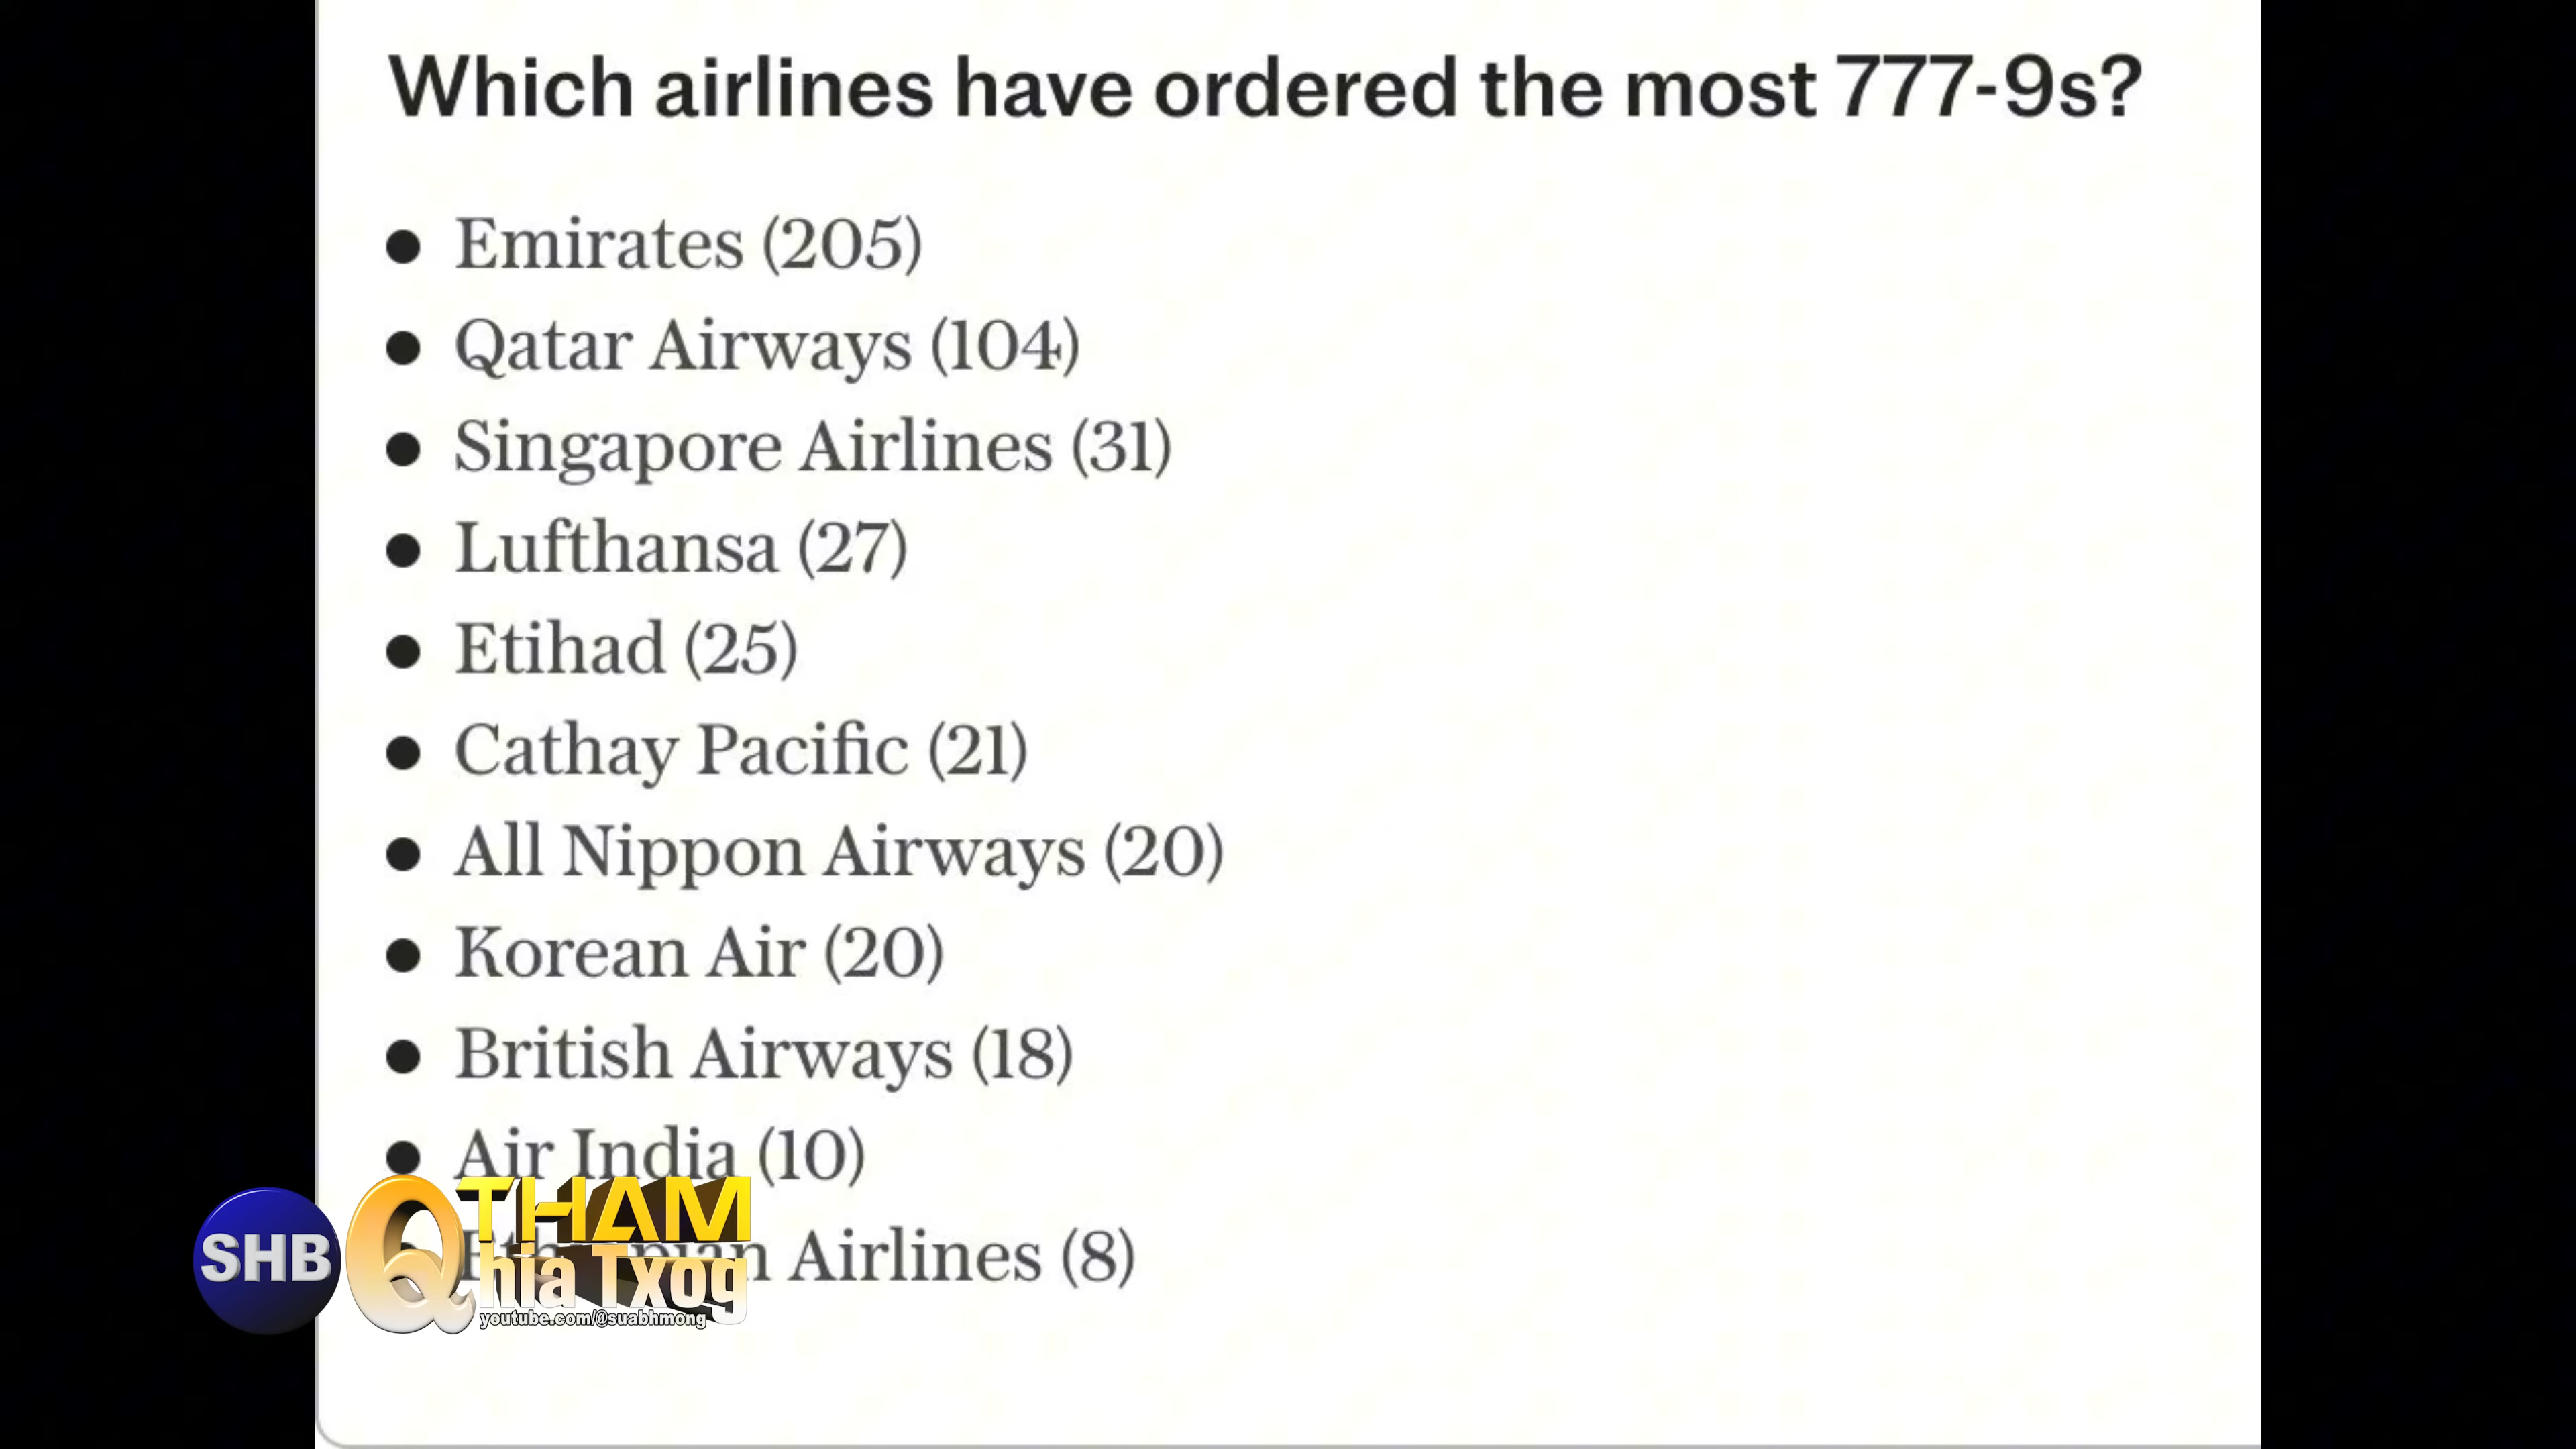 Which airlines have ordered the most 777-9s?
• Emirates (205)
• Qatar Airways (104)
• Singapore Airlines (31)
• Lufthansa (27)
• Etihad (25)
• Cathay Pacific (21)
• All Nippon Airways (20)
• Korean Air (20)
• British Airways (18)
• Air India (10)
Airlines (8)
SHB
QTHAM
Qhia Txog
youtube.com/@suabhmong